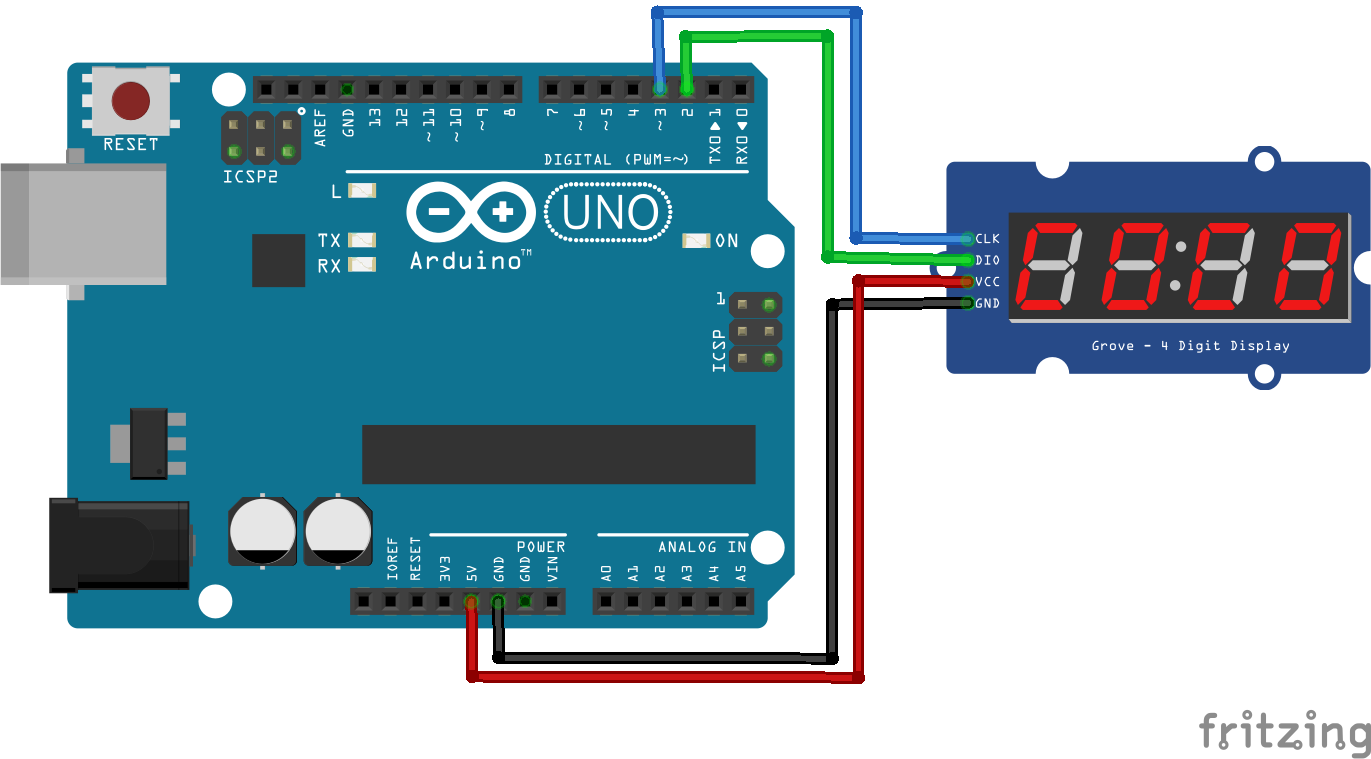 RESET
ICSP2
AREF
GND
13
12
~11
~10
~9
8
7
~6
~5
4
~3
2
TX0▶1
RX0◀0
DIGITAL (PWM=~)
L
TX
RX
UNO
Arduino™
ON
1
ICSP
CLK
DIO
VCC
GND
Grove - 4 Digit Display
POWER
ANALOG IN
IOREF
RESET
3V3
5V
GND
GND
VIN
A0
A1
A2
A3
A4
A5
fritzing